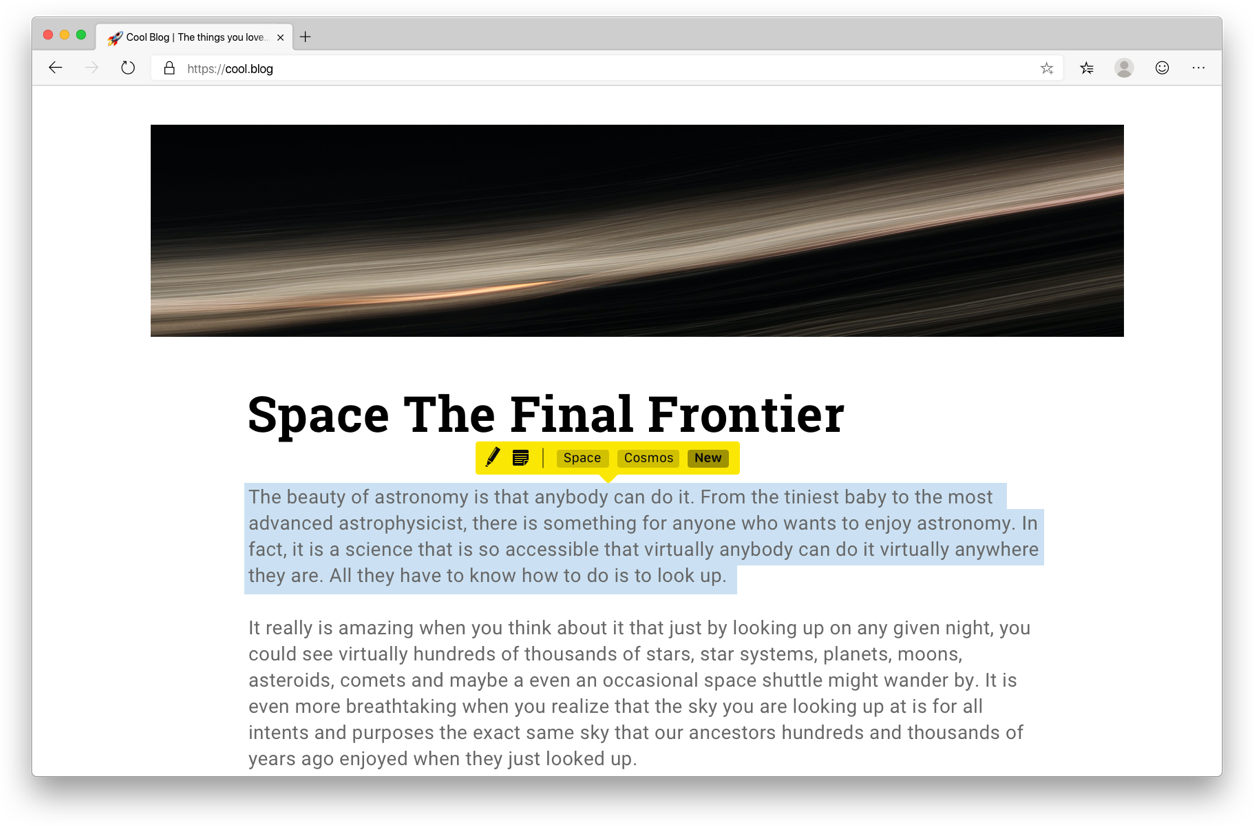 Cool Blog | The things you love...
https://cool.blog
Space The Final Frontier
Space Cosmos New
The beauty of astronomy is that anybody can do it. From the tiniest baby to the most
advanced astrophysicist, there is something for anyone who wants to enjoy astronomy. In
fact, it is a science that is so accessible that virtually anybody can do it virtually anywhere
they are. All they have to know how to do is to look up.
It really is amazing when you think about it that just by looking up on any given night, you
could see virtually hundreds of thousands of stars, star systems, planets, moons,
asteroids, comets and maybe a even an occasional space shuttle might wander by. It is
even more breathtaking when you realize that the sky you are looking up at is for all
intents and purposes the exact same sky that our ancestors hundreds and thousands of
years ago enjoyed when they just looked up.